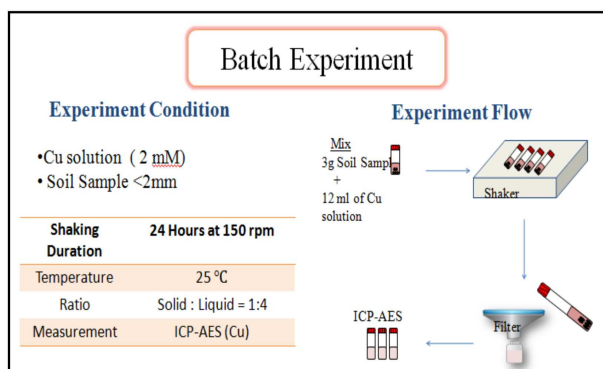 Batch Experiment
Experiment Condition
•Cu solution ( 2 mM)
• Soil Sample <2mm
Shaking Duration 24 Hours at 150 rpm
Temperature 25 °C
Ratio Solid : Liquid = 1:4
Measurement ICP-AES (Cu)
Experiment Flow
Mix
3g Soil Sampl
+
12 ml of Cu
solution
Shaker
Filter
ICP-AES